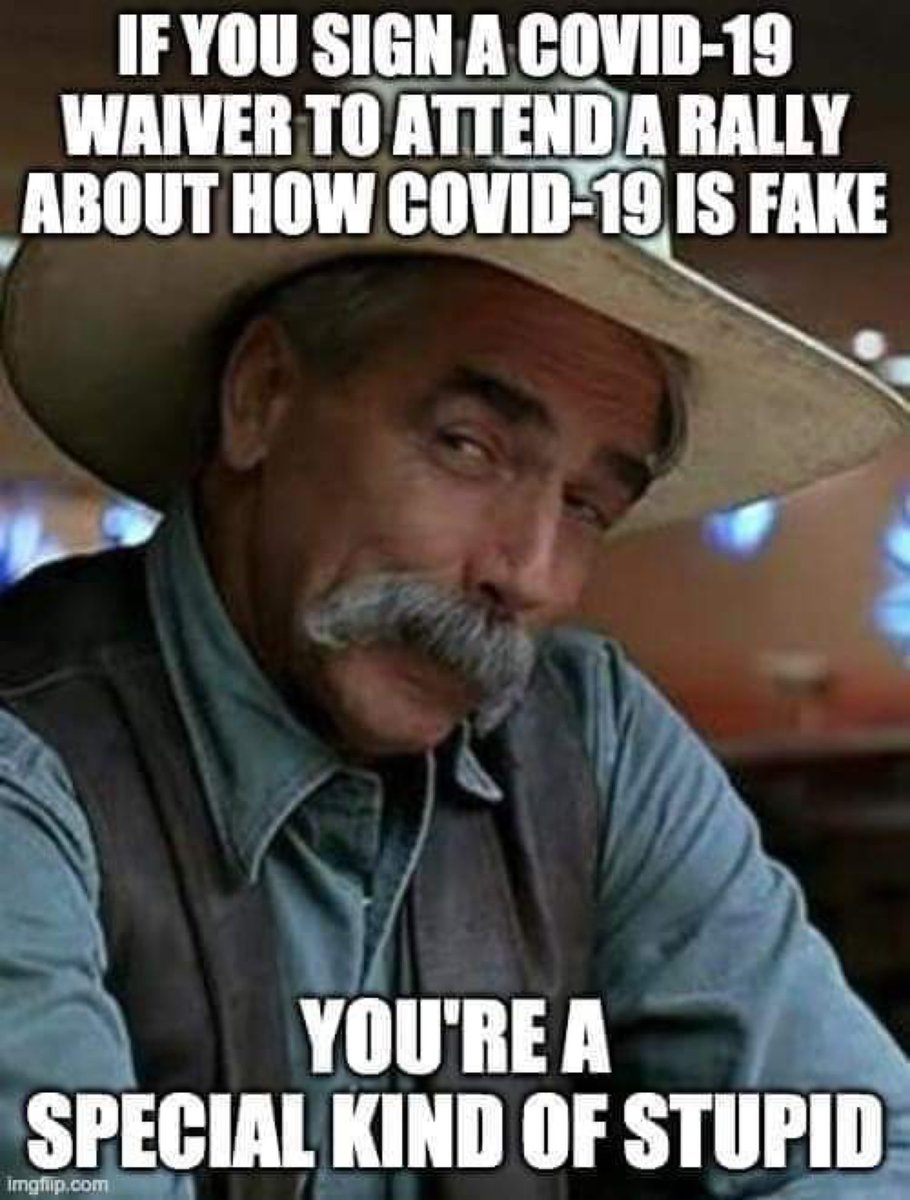 IF YOU SIGN A COVID-19
WAIVER TO ATTEND A RALLY
ABOUT HOW COVID-19 IS FAKE
YOU'RE A
SPECIAL KIND OF STUPID
imgflip.com